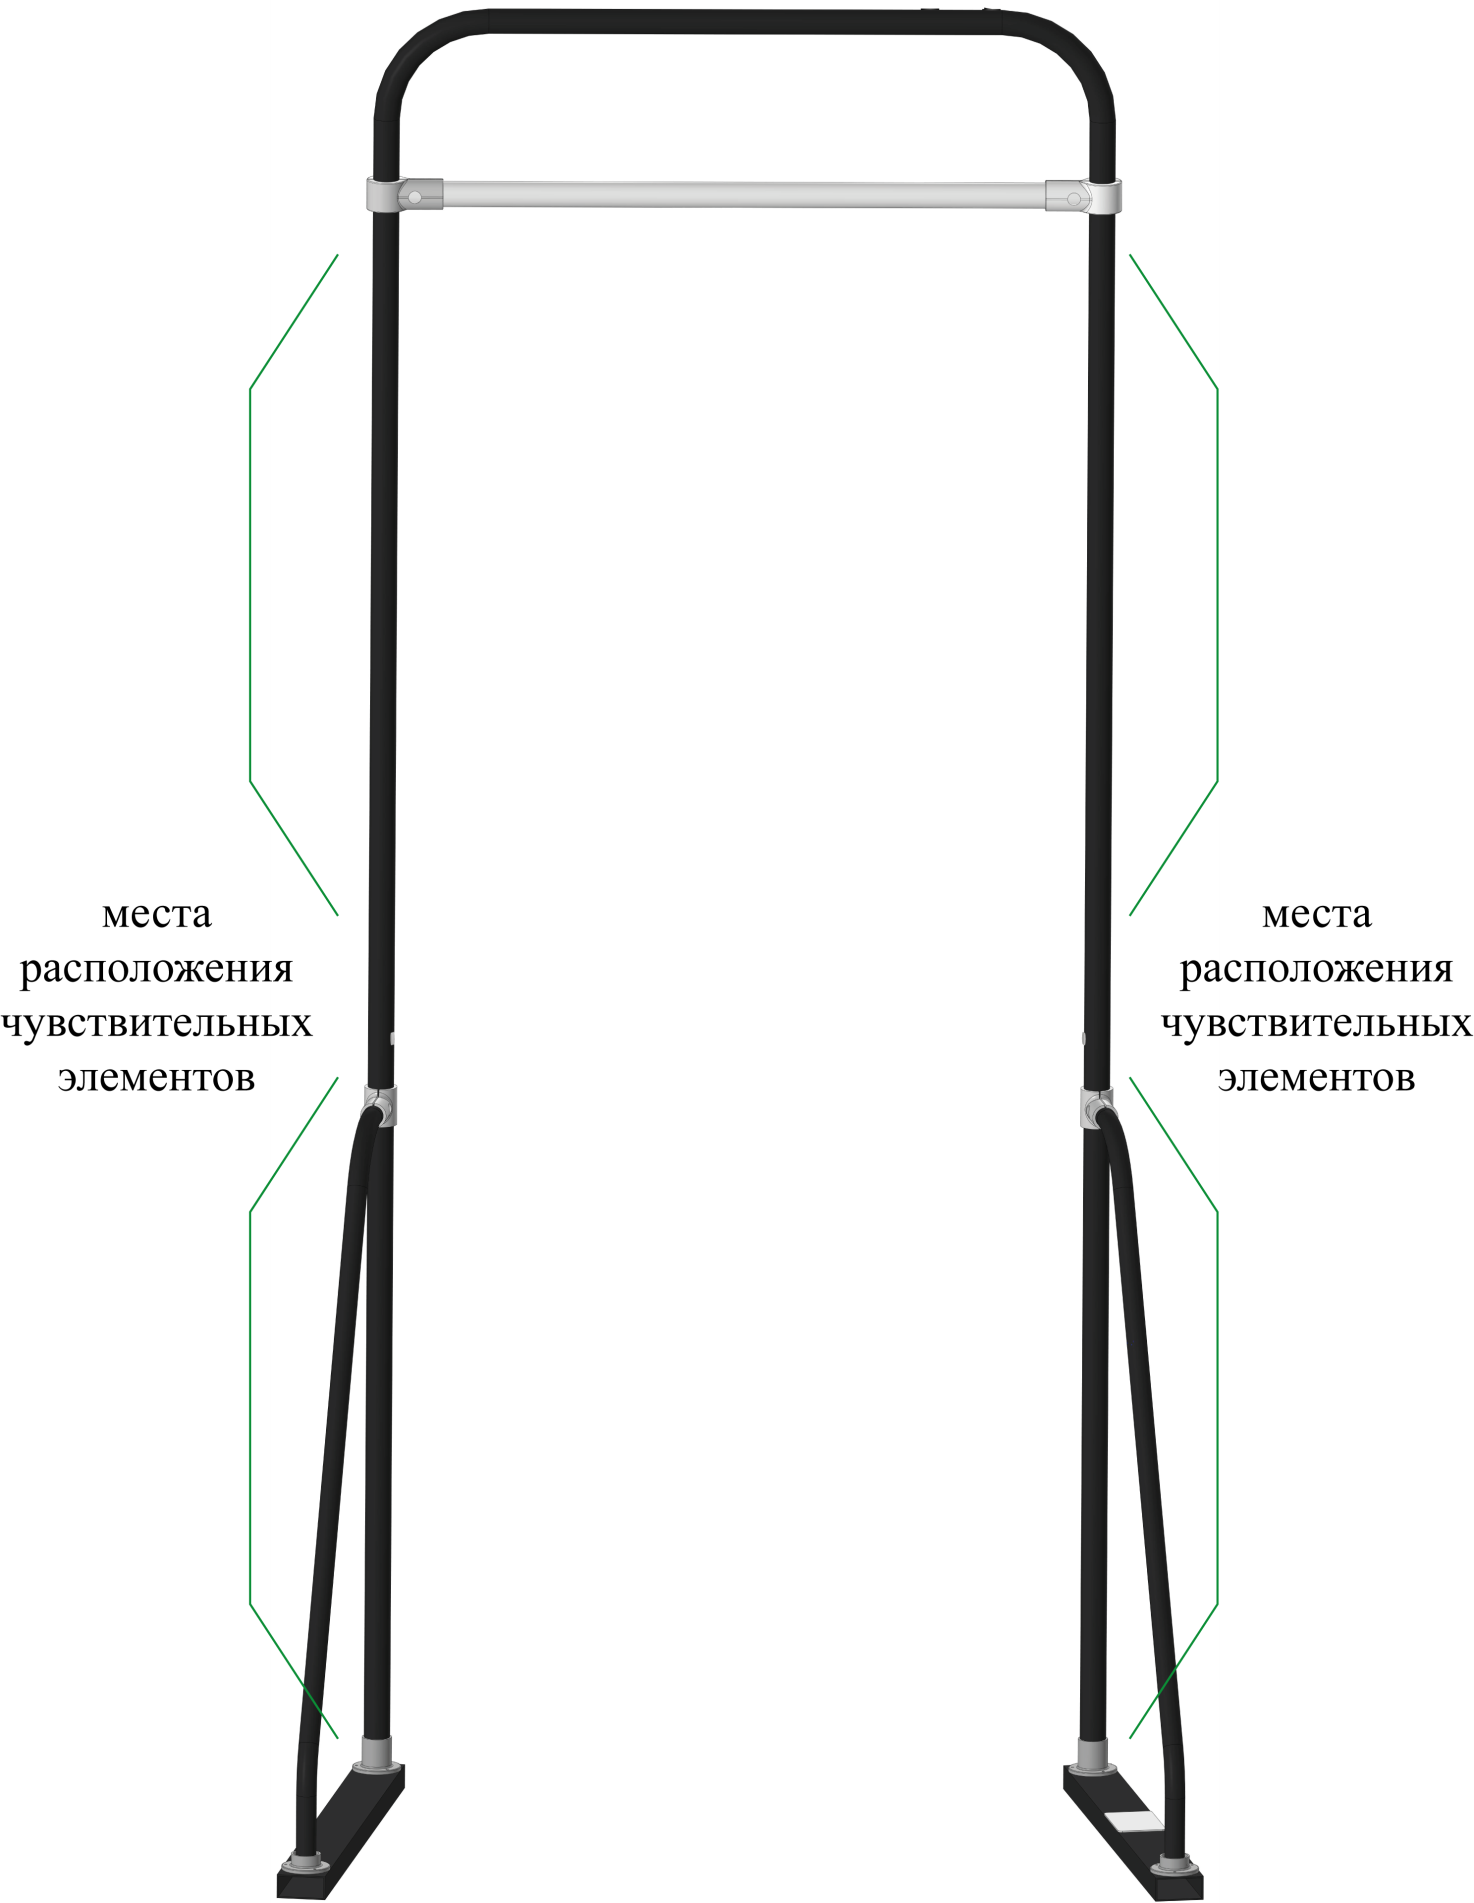 места
расположения
чувствительных
элементов
места
расположения
чувствительных
элементов